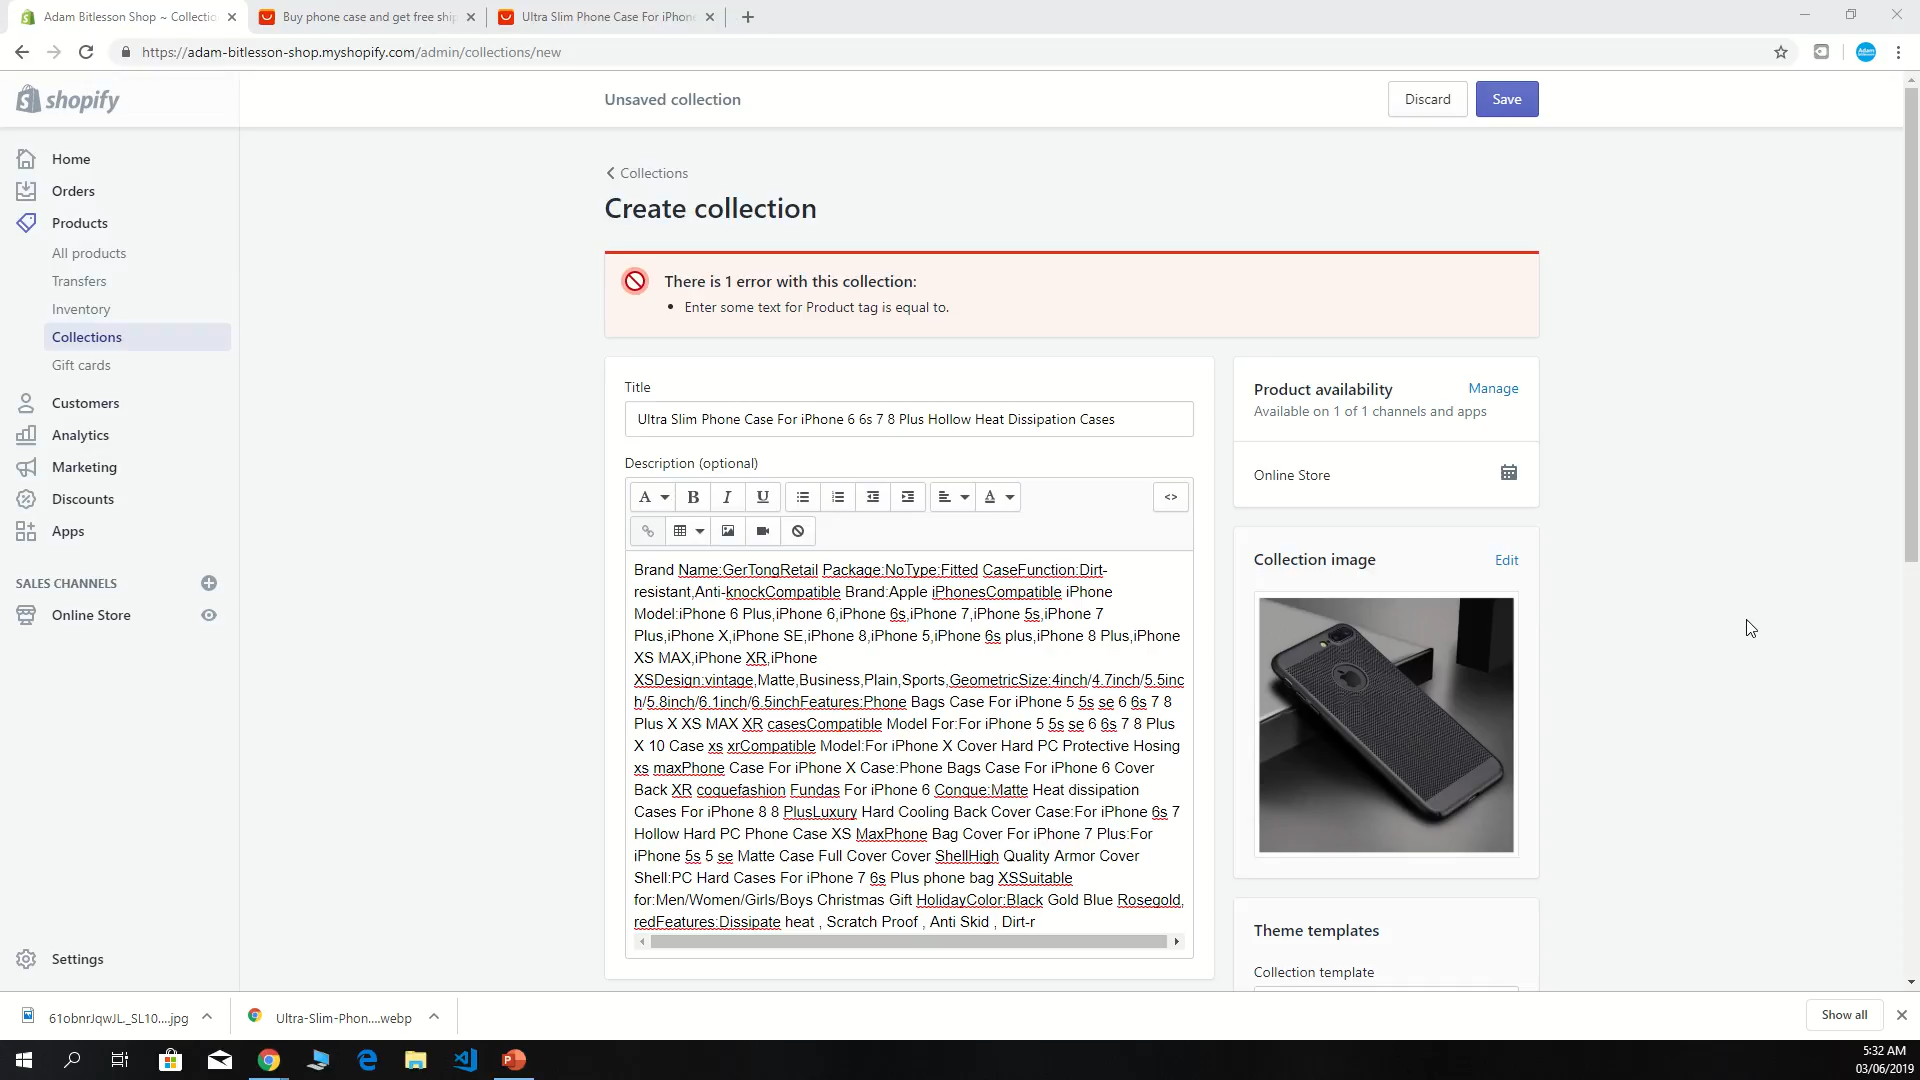 Adam Bitlesson Shop ~ Collectio
Buy phone case and get free ship
Ultra Slim Phone Case For iPhone
https://adam-bitlesson-shop.myshopify.com/admin/collections/new
shopify
Unsaved collection
Discard
Save
Home
Orders
Products
All products
Transfers
Inventory
Collections
Gift cards
Customers
Analytics
Marketing
Discounts
Apps
SALES CHANNELS
Online Store
Settings
Collections
Create collection
There is 1 error with this collection:
Enter some text for Product tag is equal to.
Title
Ultra Slim Phone Case For iPhone 6 6s 7 8 Plus Hollow Heat Dissipation Cases
Description (optional)
A
B
I
U
A
<>
Brand Name:GerTongRetail Package:NoType:Fitted CaseFunction:Dirt-
resistant,Anti-knockCompatible Brand:Apple iPhonesCompatible iPhone
Model:iPhone 6 Plus,iPhone 6,iPhone 6s,iPhone 7,iPhone 5s,iPhone 7
Plus,iPhone X,iPhone SE,iPhone 8,iPhone 5,iPhone 6s plus,iPhone 8 Plus,iPhone
XS MAX,iPhone XR,iPhone
XSDesign:vintage,Matte,Business,Plain,Sports,GeometricSize:4inch/4.7inch/5.5inc
h/5.8inch/6.1inch/6.5inchFeatures:Phone Bags Case For iPhone 5 5s se 6 6s 7 8
Plus X XS MAX XR casesCompatible Model For:For iPhone 5 5s se 6 6s 7 8 Plus
X 10 Case xs xrCompatible Model:For iPhone X Cover Hard PC Protective Hosing
xs maxPhone Case For iPhone X Case:Phone Bags Case For iPhone 6 Cover
Back XR coquefashion Fundas For iPhone 6 Conque:Matte Heat dissipation
Cases For iPhone 8 8 PlusLuxury Hard Cooling Back Cover Case:For iPhone 6s 7
Hollow Hard PC Phone Case XS MaxPhone Bag Cover For iPhone 7 Plus:For
iPhone 5s 5 se Matte Case Full Cover Cover ShellHigh Quality Armor Cover
Shell:PC Hard Cases For iPhone 7 6s Plus phone bag XSSuitable
for:Men/Women/Girls/Boys Christmas Gift HolidayColor:Black Gold Blue Rosegold,
redFeatures:Dissipate heat , Scratch Proof , Anti Skid , Dirt-r
Product availability
Manage
Available on 1 of 1 channels and apps
Online Store
Collection image
Edit
Theme templates
Collection template
61obnrJqwJL._SL10....jpg
Ultra-Slim-Phon....webp
Show all
5:32 AM
03/06/2019